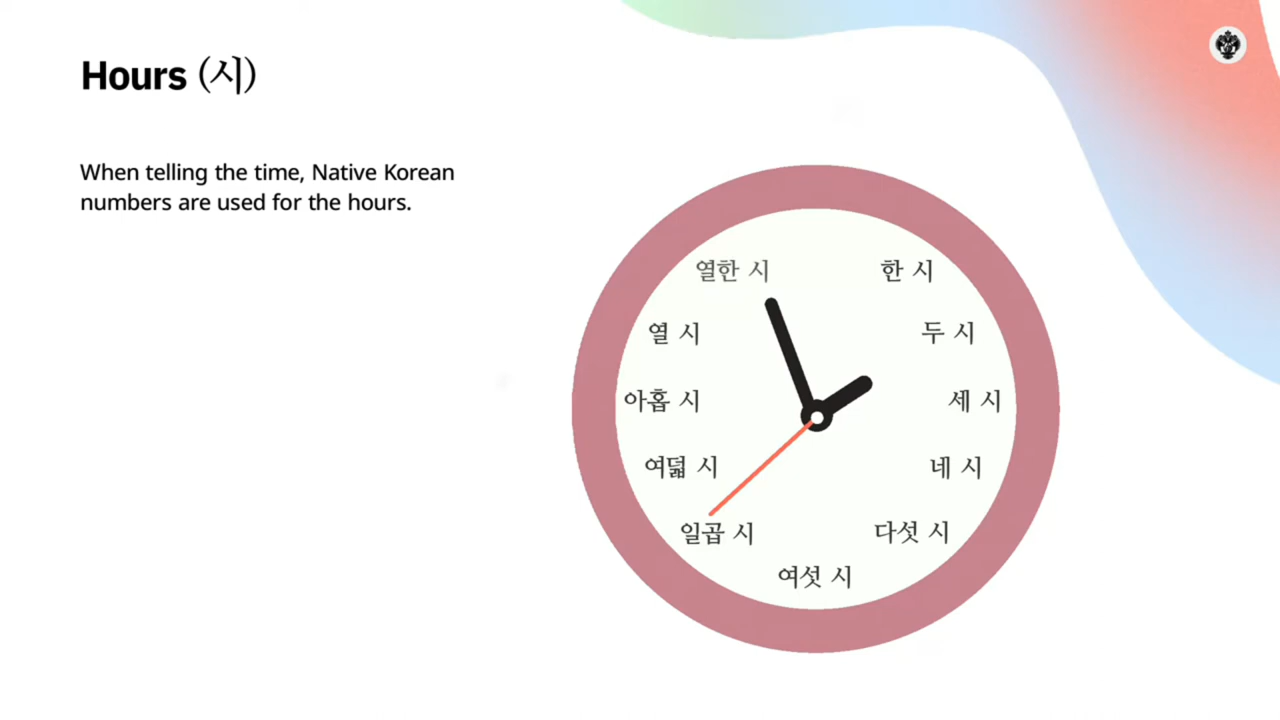 Hours (시)
When telling the time, Native Korean
numbers are used for the hours.
열한 시
한 시
열 시
두 시
아홉 시
세 시
여덟 시
네 시
일곱 시
다섯 시
여섯 시